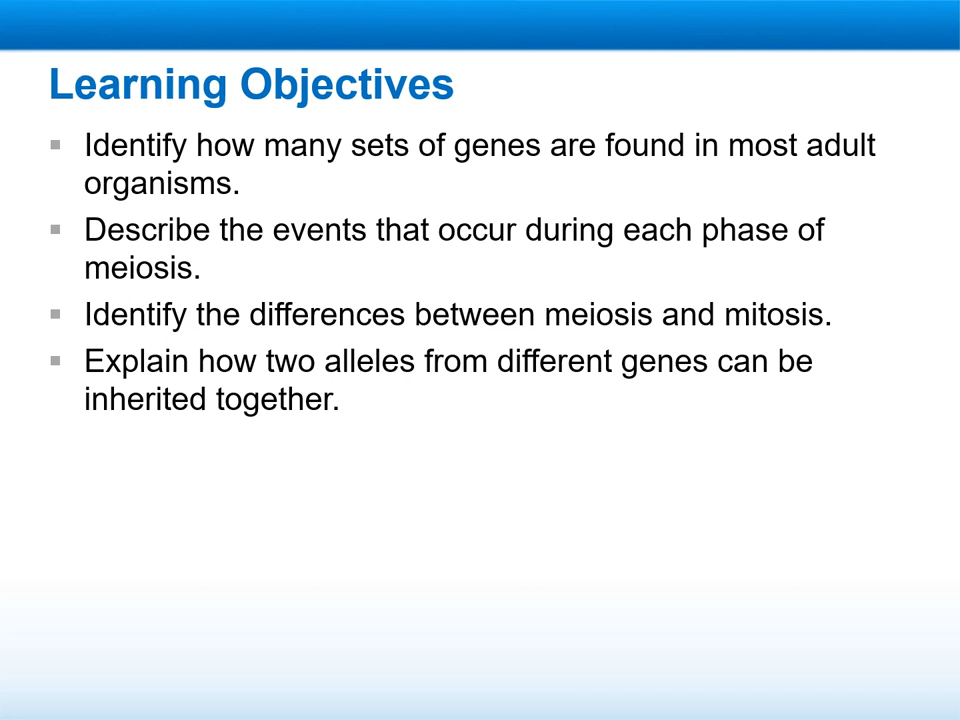 Learning Objectives
Identify how many sets of genes are found in most adult
organisms.
Describe the events that occur during each phase of
meiosis.
Identify the differences between meiosis and mitosis.
Explain how two alleles from different genes can be
inherited together.